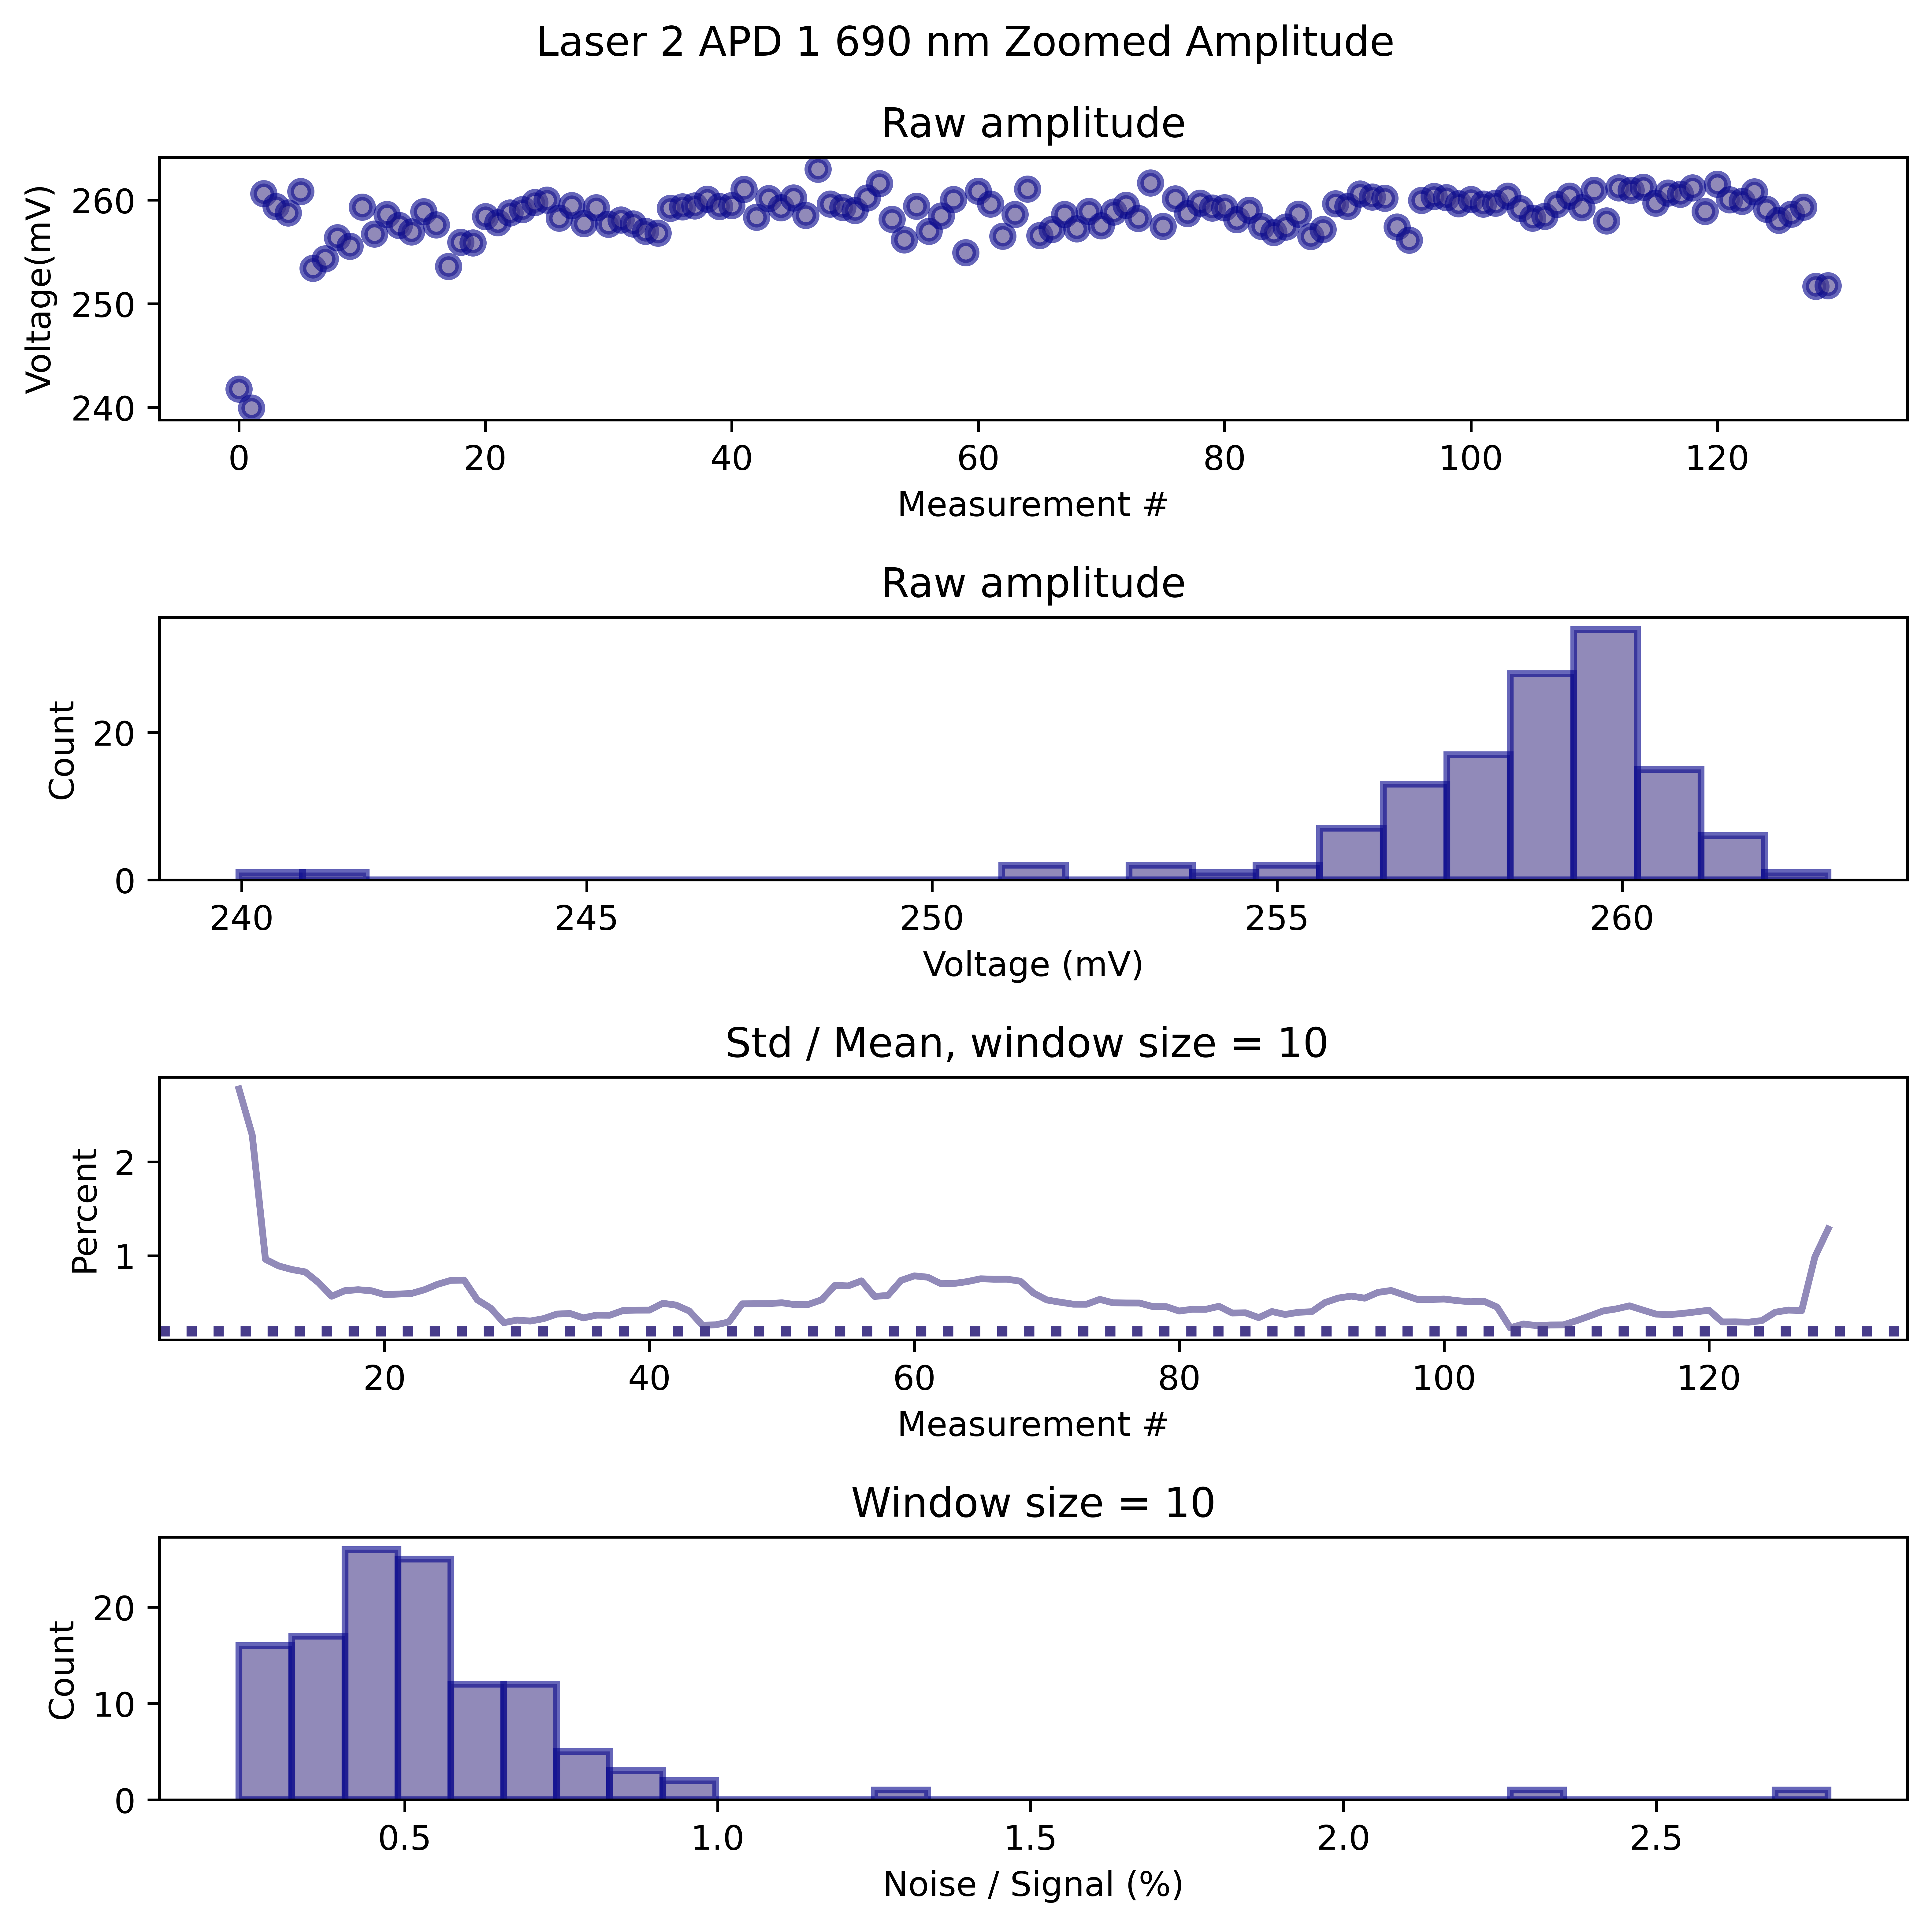 Laser 2 APD 1 690 nm Zoomed Amplitude
Raw amplitude
Voltage(mV)
260
250
240
0 20 40 60 80 100 120
Measurement #
Raw amplitude
Count
20
0
240 245 250 255 260
Voltage (mV)
Std / Mean, window size = 10
Percent
2
1
20 40 60 80 100 120
Measurement #
Window size = 10
Count
20
10
0
0.5 1.0 1.5 2.0 2.5
Noise / Signal (%)